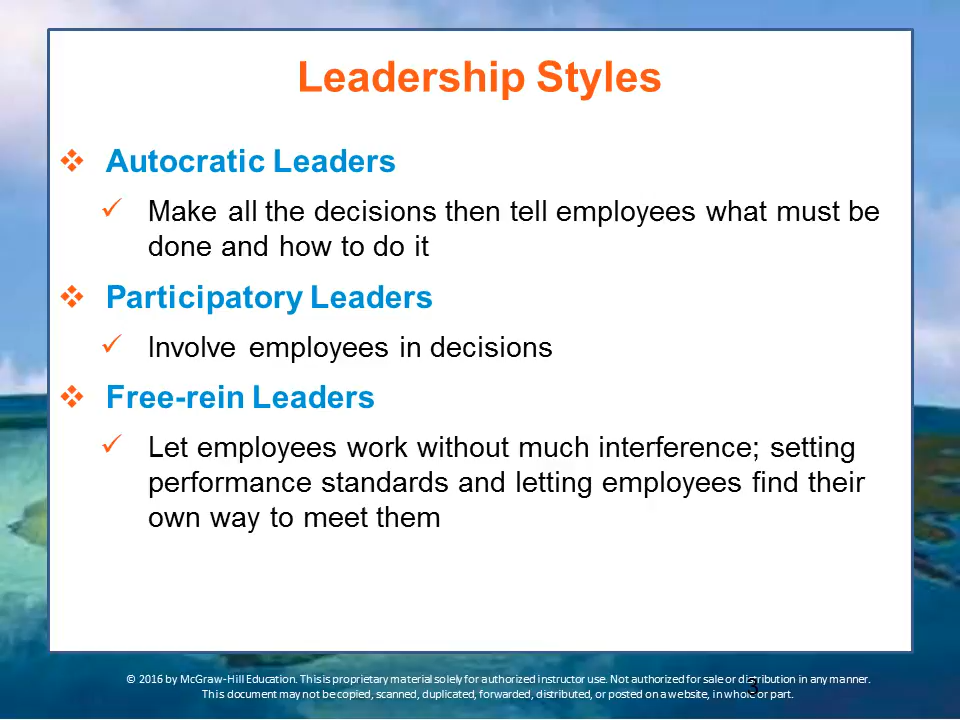 Leadership Styles
Autocratic Leaders
Make all the decisions then tell employees what must be
done and how to do it
Participatory Leaders
Involve employees in decisions
Free-rein Leaders
Let employees work without much interference; setting
performance standards and letting employees find their
own way to meet them
© 2016 by McGraw-Hill Education. This is proprietary material solely for authorized instructor use. Not authorized for sale or distribution in any manner.
This document may not be copied, scanned, duplicated, forwarded, distributed, or posted on a website, in whole or part.
3